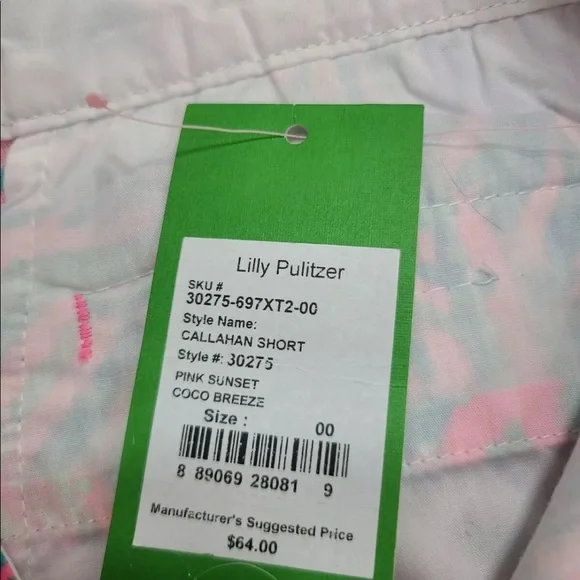 Lilly Pulitzer
SKU #
30275-697XT2-00
Style Name:
CALLAHAN SHORT
Style #: 30275
PINK SUNSET
COCO BREEZE
Size : 00
8 89069 28081 9
Manufacturer's Suggested Price
$64.00